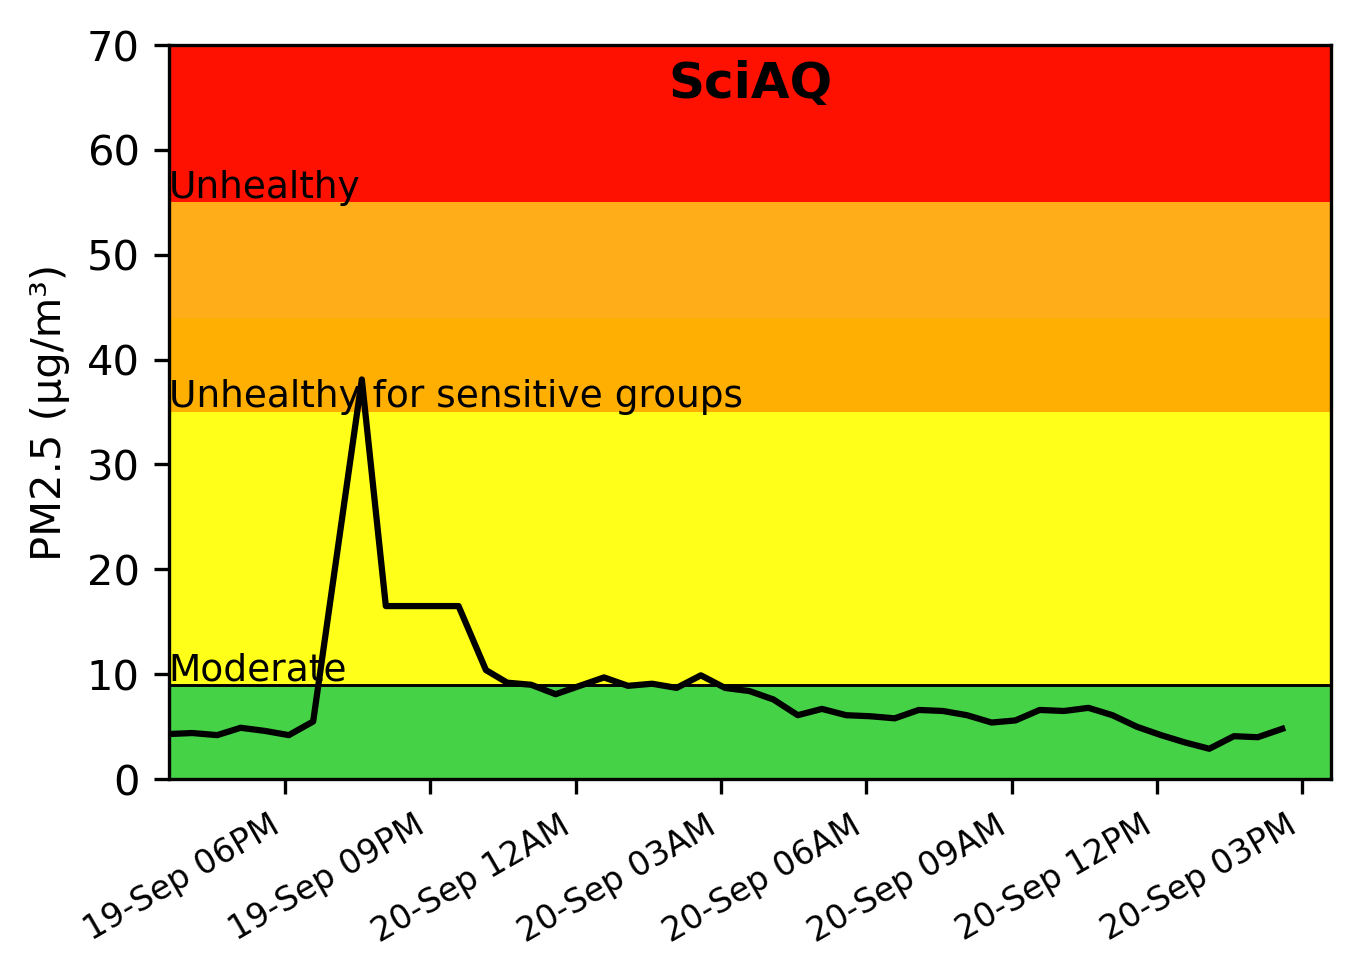 SciAQ
70
60
50
40
30
20
10
0
PM2.5 (µg/m³)
Unhealthy
Unhealthy for sensitive groups
Moderate
19-Sep 06PM
19-Sep 09PM
20-Sep 12AM
20-Sep 03AM
20-Sep 06AM
20-Sep 09AM
20-Sep 12PM
20-Sep 03PM